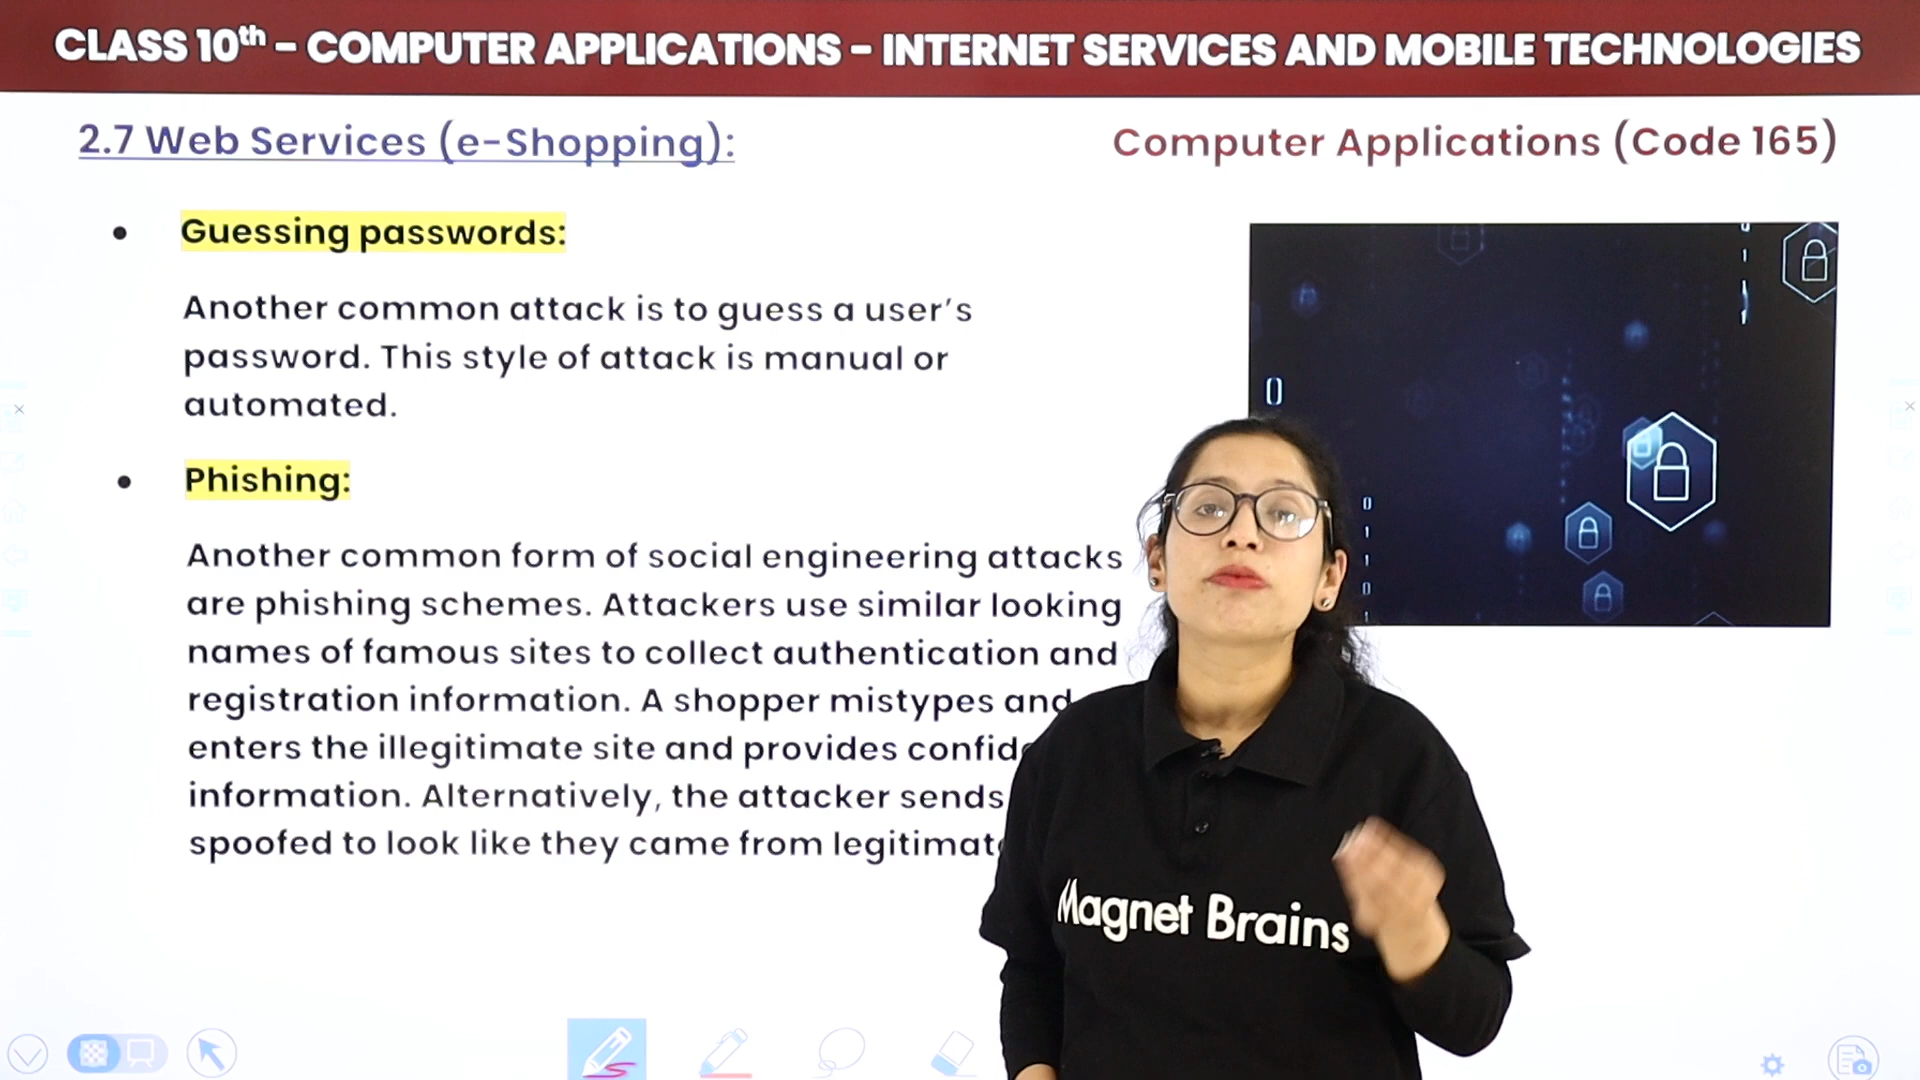 CLASS 10th – COMPUTER APPLICATIONS – INTERNET SERVICES AND MOBILE TECHNOLOGIES
2.7 Web Services (e-Shopping):
Computer Applications (Code 165)
• Guessing passwords:
Another common attack is to guess a user's
password. This style of attack is manual or
automated.
• Phishing:
Another common form of social engineering attacks
are phishing schemes. Attackers use similar looking
names of famous sites to collect authentication and
registration information. A shopper mistypes and
enters the illegitimate site and provides
information. Alternatively, the attacker sends
spoofed to look like they came from
Magnet Brains